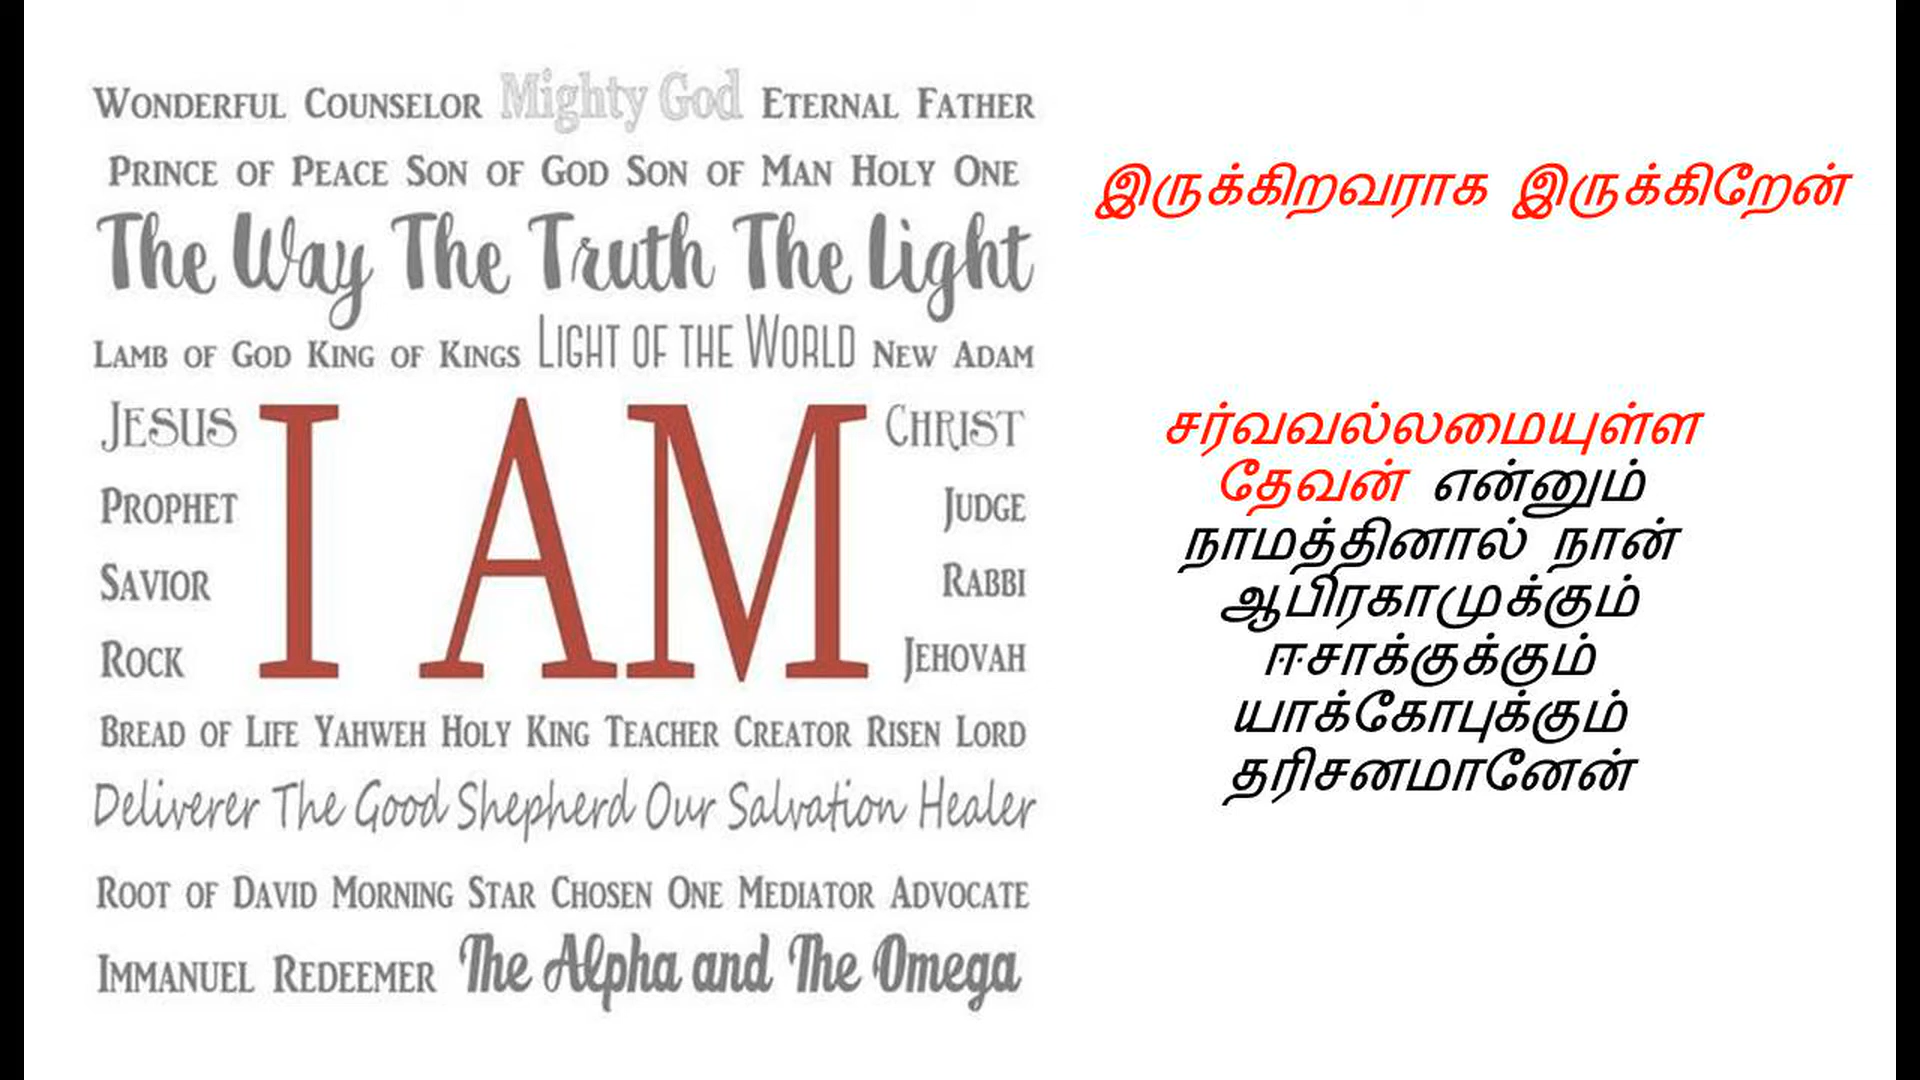 Wonderful Counselor Mighty God Eternal Father
Prince of Peace Son of God Son of Man Holy One
The Way The Truth The Light
Lamb of God King of Kings Light of the World New Adam
Jesus I AM Christ
Prophet Judge
Savior Rabbi
Rock Jehovah
Bread of Life Yahweh Holy King Teacher Creator Risen Lord
Deliverer The Good Shepherd Our Salvation Healer
Root of David Morning Star Chosen One Mediator Advocate
Immanuel Redeemer The Alpha and The Omega
இருக்கிறவராக இருக்கிறேன்
சர்வவல்லமையுள்ள
தேவன் என்னும்
நாமத்தினால் நான்
ஆபிரகாமுக்கும்
ஈசாக்குக்கும்
யாக்கோபுக்கும்
தரிசனமானேன்